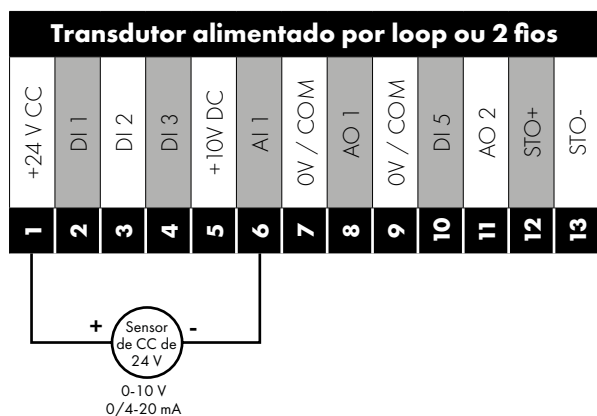 Transdutor alimentado por loop ou 2 fios
+24 V CC
DI 1
DI 2
DI 3
+10V DC
AI 1
0V / COM
AO 1
0V / COM
DI 5
AO 2
STO+
STO-
1
2
3
4
5
6
7
8
9
10
11
12
13
+
-
Sensor
de CC de
24 V
0-10 V
0/4-20 mA